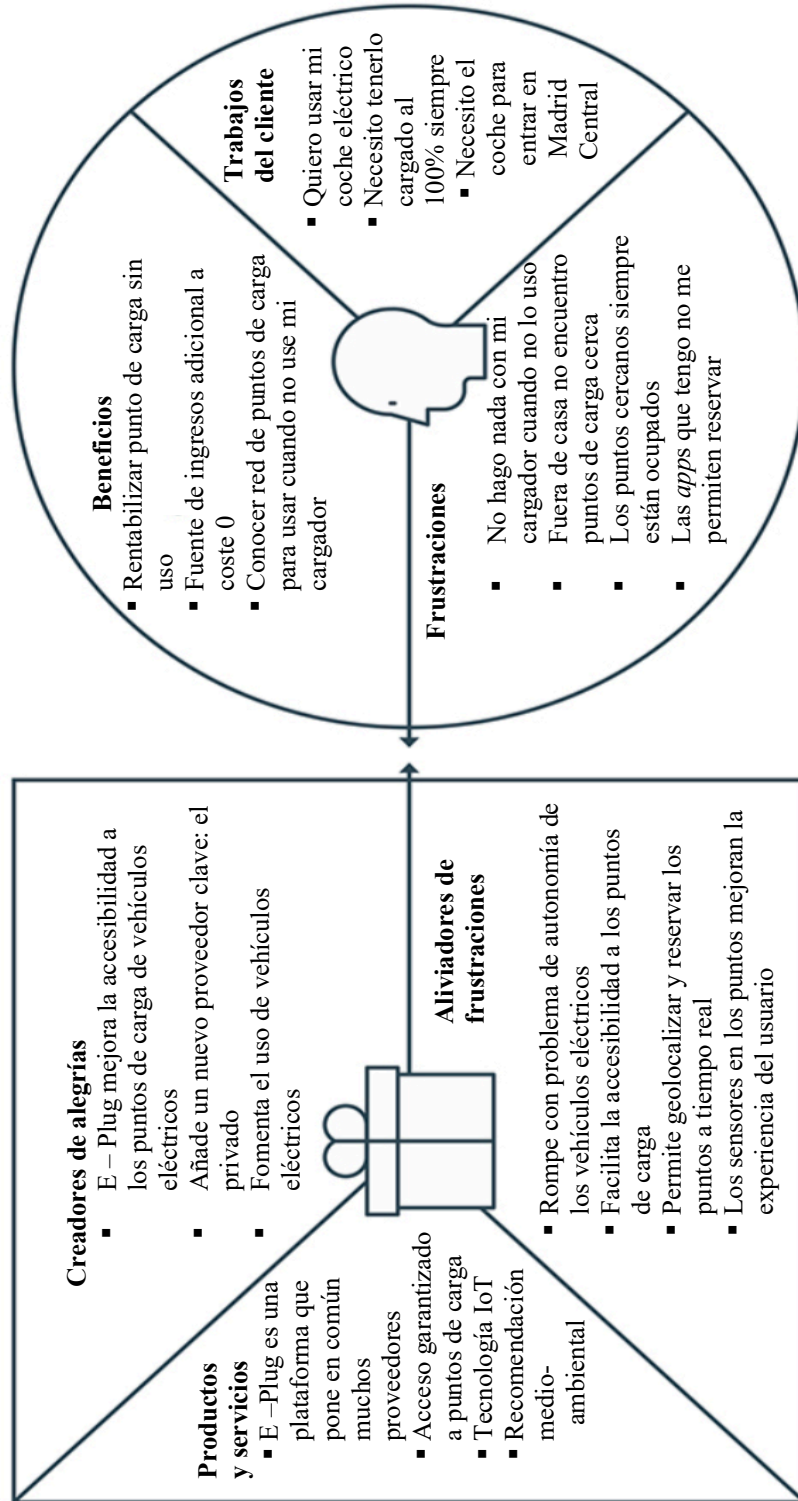 Creadores de alegrías
▪ E – Plug mejora la accesibilidad a
los puntos de carga de vehículos
eléctricos
▪ Añade un nuevo proveedor clave: el
privado
▪ Fomenta el uso de vehículos
eléctricos
Productos
y servicios
▪ E –Plug es una
plataforma que
pone en común
muchos
proveedores
▪ Acceso garantizado
a puntos de carga
▪ Tecnología IoT
▪ Recomendación
medio-
ambiental
Aliviadores de
frustraciones
▪ Rompe con problema de autonomía de
los vehículos eléctricos
▪ Facilita la accesibilidad a los puntos
de carga
▪ Permite geolocalizar y reservar los
puntos a tiempo real
▪ Los sensores en los puntos mejoran la
experiencia del usuario
Beneficios
▪ Rentabilizar punto de carga sin
uso
▪ Fuente de ingresos adicional a
coste 0
▪ Conocer red de puntos de carga
para usar cuando no use mi
cargador
Trabajos
del cliente
▪ Quiero usar mi
coche eléctrico
▪ Necesito tenerlo
cargado al
100% siempre
▪ Necesito el
coche para
entrar en
Madrid
Central
Frustraciones
▪ No hago nada con mi
cargador cuando no lo uso
▪ Fuera de casa no encuentro
puntos de carga cerca
▪ Los puntos cercanos siempre
están ocupados
▪ Las apps que tengo no me
permiten reservar